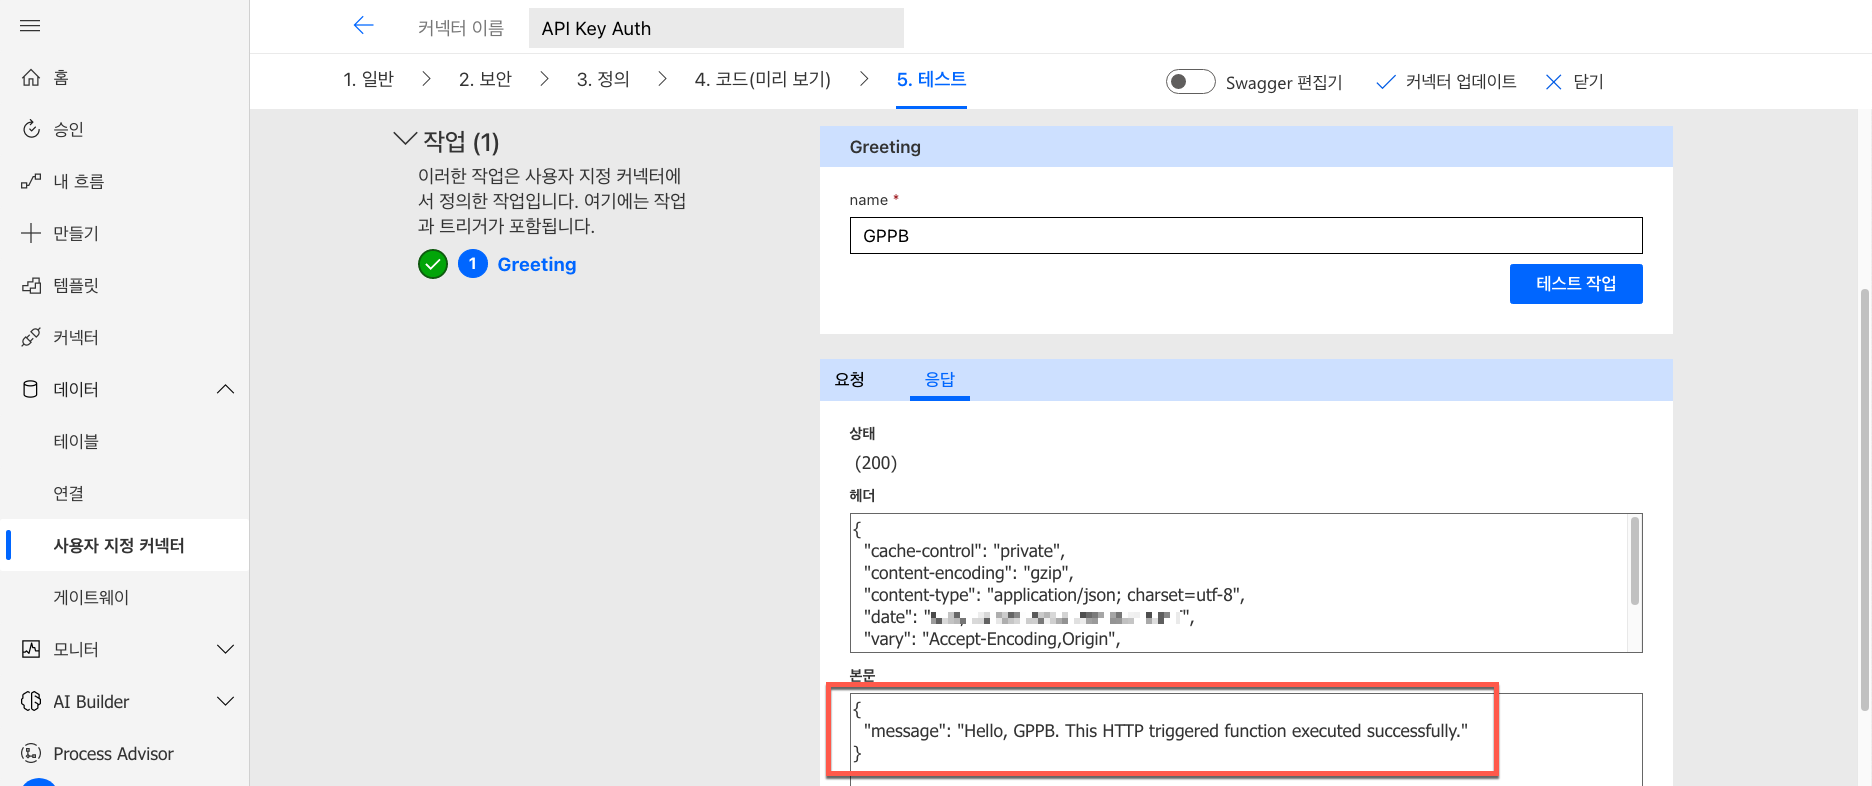 커넥터 이름
API Key Auth
1. 일반
2. 보안
3. 정의
4. 코드(미리 보기)
5. 테스트
Swagger 편집기
커넥터 업데이트
닫기
홈
승인
내 흐름
만들기
템플릿
커넥터
데이터
테이블
연결
사용자 지정 커넥터
게이트웨이
모니터
AI Builder
Process Advisor
작업 (1)
이러한 작업은 사용자 지정 커넥터에
서 정의한 작업입니다. 여기에는 작업
과 트리거가 포함됩니다.
1 Greeting
Greeting
name *
GPPB
테스트 작업
요청
응답
상태
(200)
헤더
{
"cache-control": "private",
"content-encoding": "gzip",
"content-type": "application/json; charset=utf-8",
"date": "
",
"vary": "Accept-Encoding,Origin",
본문
{
"message": "Hello, GPPB. This HTTP triggered function executed successfully."
}